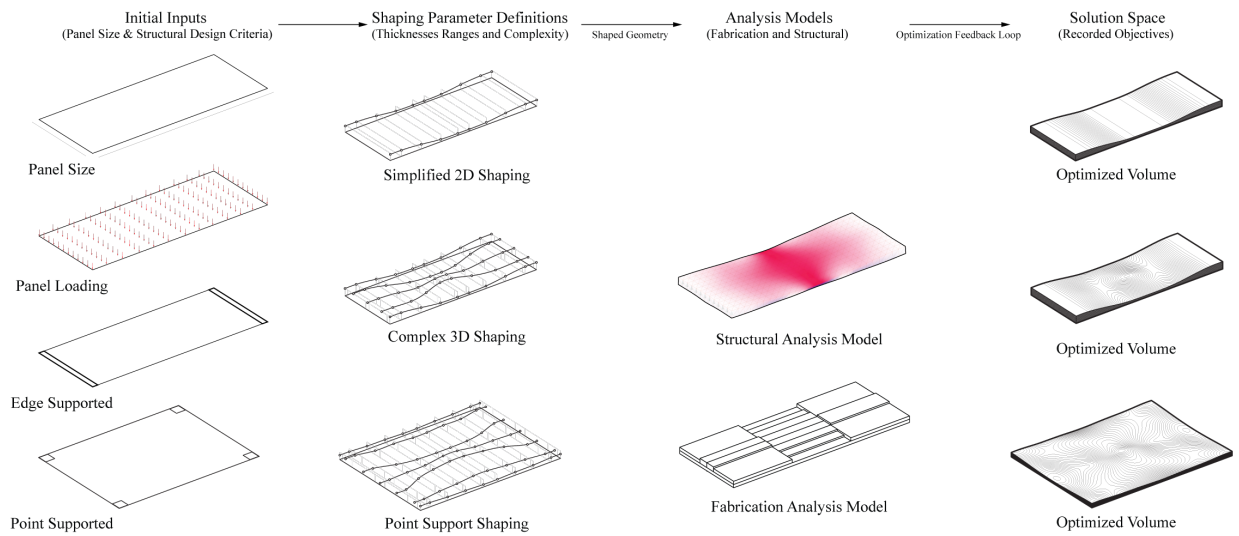 Initial Inputs
(Panel Size & Structural Design Criteria)
Shaping Parameter Definitions
(Thicknesses Ranges and Complexity)
Shaped Geometry
Analysis Models
(Fabrication and Structural)
Optimization Feedback Loop
Solution Space
(Recorded Objectives)
Panel Size
Simplified 2D Shaping
Optimized Volume
Panel Loading
Complex 3D Shaping
Structural Analysis Model
Optimized Volume
Edge Supported
Point Supported
Point Support Shaping
Fabrication Analysis Model
Optimized Volume